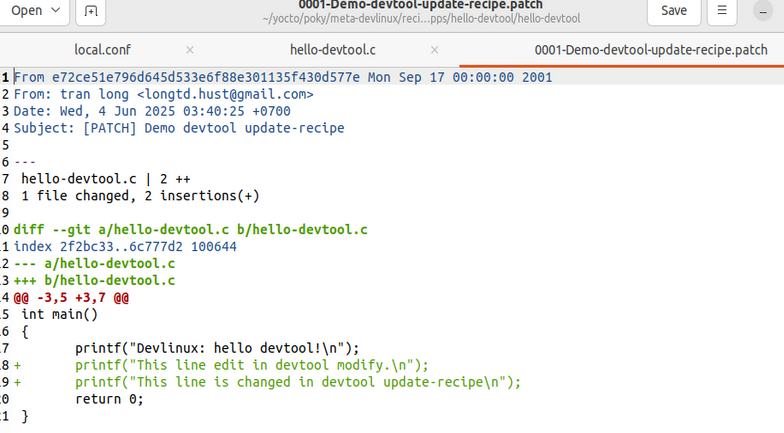 Open
0001-Demo-devtool-update-recipe.patch
~/yocto/poky/meta-devlinux/reci...pps/hello-devtool/hello-devtool
Save
local.conf
hello-devtool.c
0001-Demo-devtool-update-recipe.patch
1 From e72ce51e796d645d533e6f88e301135f430d577e Mon Sep 17 00:00:00 2001
2 From: tran long <longtd.hust@gmail.com>
3 Date: Wed, 4 Jun 2025 03:40:25 +0700
4 Subject: [PATCH] Demo devtool update-recipe
5
6 ---
7  hello-devtool.c | 2 ++
8  1 file changed, 2 insertions(+)
9
0 diff --git a/hello-devtool.c b/hello-devtool.c
1 index 2f2bc33..6c777d2 100644
2 --- a/hello-devtool.c
3 +++ b/hello-devtool.c
4 @@ -3,5 +3,7 @@
5  int main()
6  {
7         printf("Devlinux: hello devtool!\n");
8 +       printf("This line edit in devtool modify.\n");
9 +       printf("This line is changed in devtool update-recipe\n");
0         return 0;
1  }